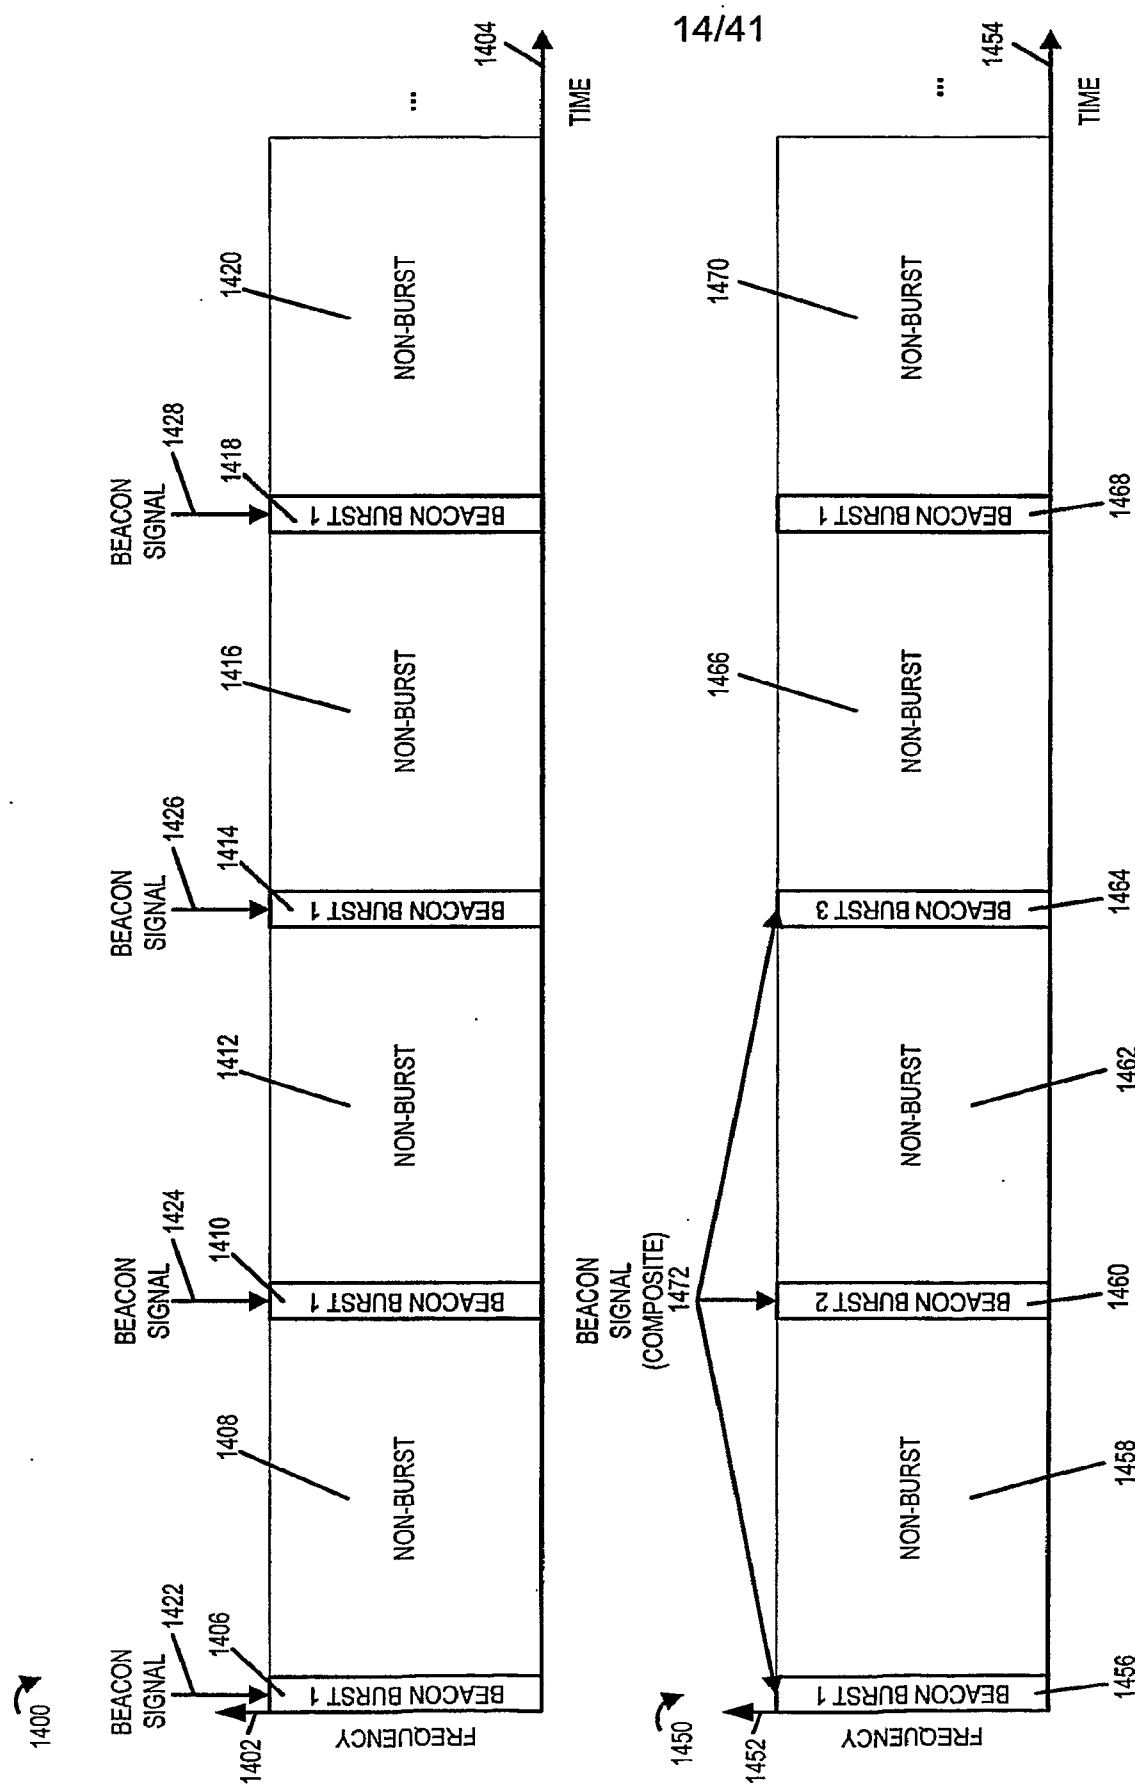 14/41
1400
BEACON
SIGNAL
1422
1406
BEACON
SIGNAL
1424
1410
BEACON
SIGNAL
1426
1414
BEACON
SIGNAL
1428
1418
1408
1412
1416
1420
1402
FREQUENCY
BEACON BURST 1
NON-BURST
BEACON BURST 1
NON-BURST
BEACON BURST 1
NON-BURST
BEACON BURST 1
NON-BURST
...
1404
TIME
1450
BEACON
SIGNAL
(COMPOSITE)
1472
1466
1470
1452
FREQUENCY
BEACON BURST 1
NON-BURST
BEACON BURST 2
NON-BURST
BEACON BURST 3
NON-BURST
BEACON BURST 1
NON-BURST
...
1454
TIME
1456
1458
1460
1462
1464
1468